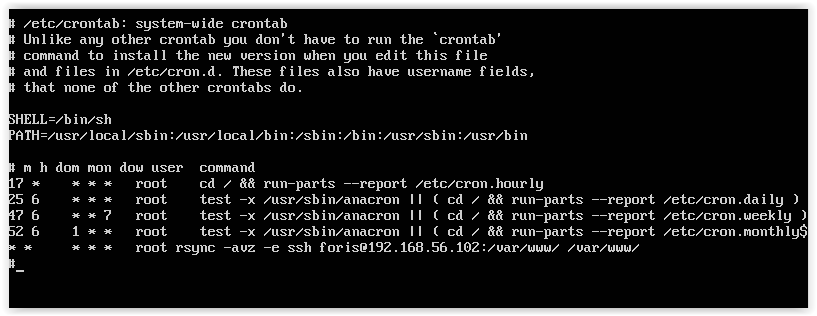 # /etc/crontab: system-wide crontab
# Unlike any other crontab you don't have to run the `crontab'
# command to install the new version when you edit this file
# and files in /etc/cron.d. These files also have username fields,
# that none of the other crontabs do.
SHELL=/bin/sh
PATH=/usr/local/sbin:/usr/local/bin:/sbin:/bin:/usr/sbin:/usr/bin
# m h dom mon dow user  command
17 *    * * *   root    cd / && run-parts --report /etc/cron.hourly
25 6    * * *   root    test -x /usr/sbin/anacron || ( cd / && run-parts --report /etc/cron.daily )
47 6    * * 7   root    test -x /usr/sbin/anacron || ( cd / && run-parts --report /etc/cron.weekly )
52 6    1 * *   root    test -x /usr/sbin/anacron || ( cd / && run-parts --report /etc/cron.monthly$
* *     * * *   root rsync -avz -e ssh foris@192.168.56.102:/var/www/ /var/www/
#_